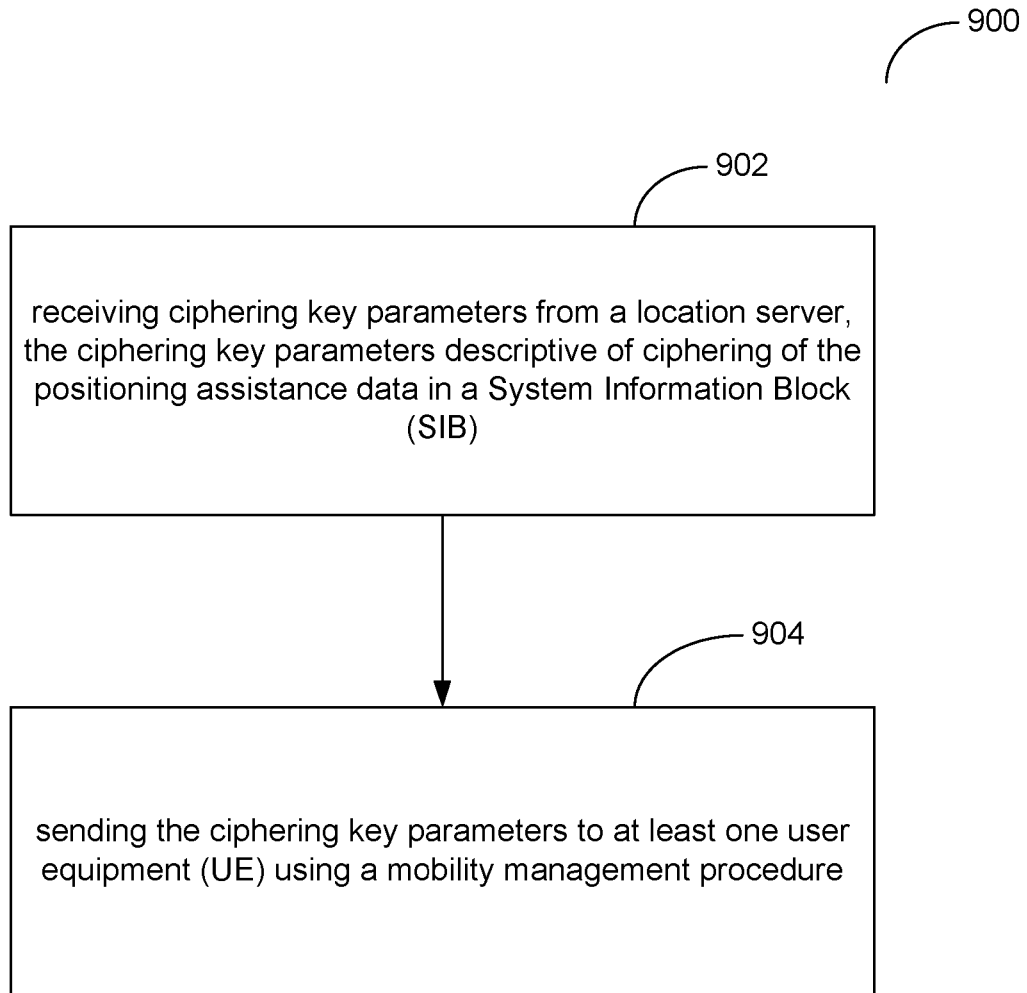 900
902
receiving ciphering key parameters from a location server,
the ciphering key parameters descriptive of ciphering of the
positioning assistance data in a System Information Block
(SIB)
904
sending the ciphering key parameters to at least one user
equipment (UE) using a mobility management procedure